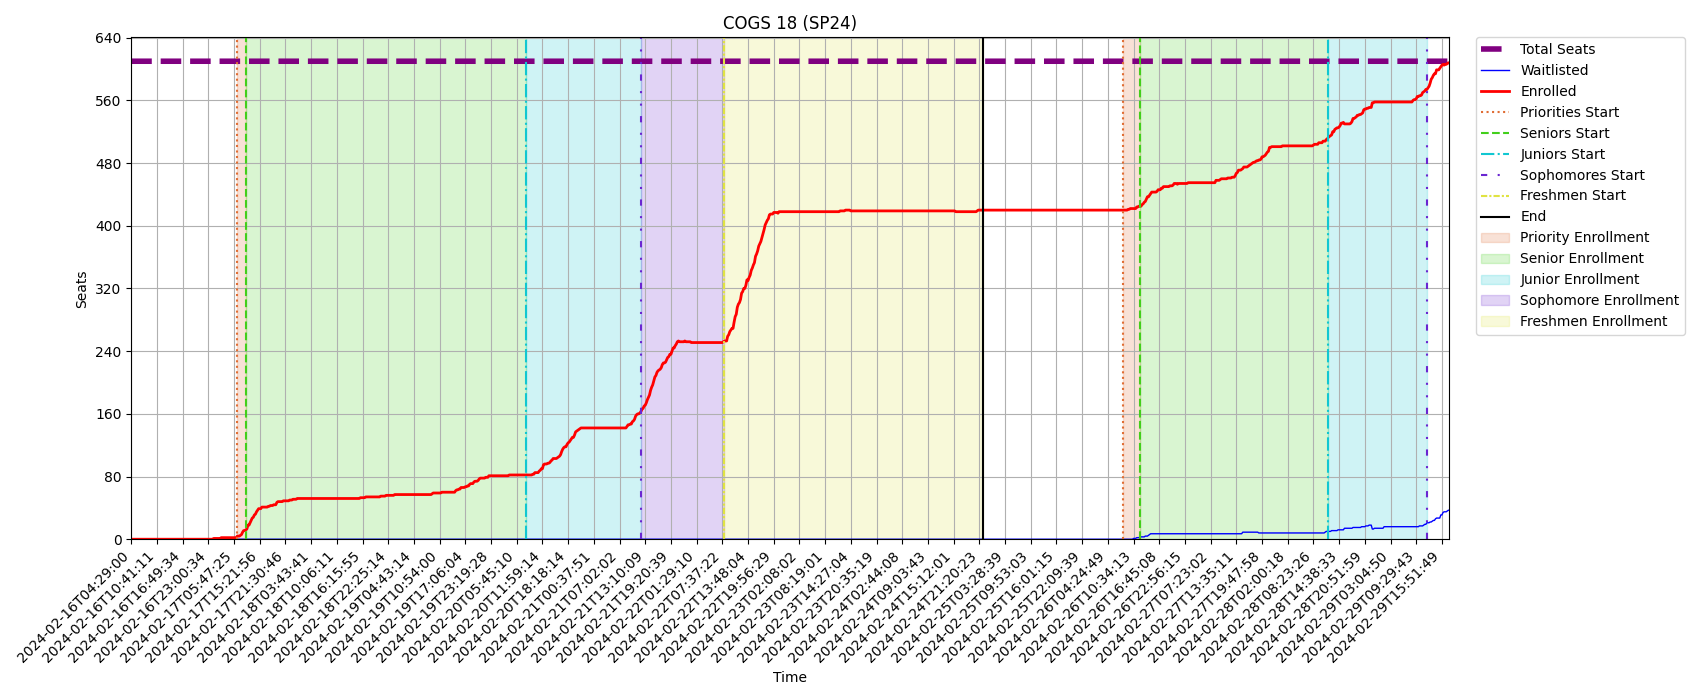 COGS 18 (SP24)
640
560
480
400
320
240
160
80
0
Seats
2024-02-16T04:29:00
2024-02-16T10:41:11
2024-02-16T16:49:34
2024-02-16T23:00:34
2024-02-17T05:47:23
2024-02-17T15:21:56
2024-02-17T21:30:46
2024-02-18T03:43:41
2024-02-18T10:06:11
2024-02-18T16:15:55
2024-02-18T22:25:14
2024-02-19T04:43:14
2024-02-19T10:54:00
2024-02-19T17:06:04
2024-02-19T23:19:28
2024-02-20T05:45:10
2024-02-20T11:59:14
2024-02-20T18:18:14
2024-02-21T00:37:51
2024-02-21T07:02:02
2024-02-21T13:10:09
2024-02-21T19:20:39
2024-02-22T01:29:10
2024-02-22T07:37:22
2024-02-22T13:48:04
2024-02-22T19:56:29
2024-02-23T02:08:02
2024-02-23T08:19:01
2024-02-23T14:27:04
2024-02-23T20:35:19
2024-02-24T02:44:08
2024-02-24T09:03:43
2024-02-24T15:12:01
2024-02-24T21:20:23
2024-02-25T03:28:39
2024-02-25T09:53:03
2024-02-25T16:01:15
2024-02-25T22:09:39
2024-02-26T04:24:49
2024-02-26T10:34:13
2024-02-26T16:45:08
2024-02-26T22:56:15
2024-02-27T07:23:02
2024-02-27T13:35:11
2024-02-27T19:47:58
2024-02-28T02:00:18
2024-02-28T08:23:26
2024-02-28T14:38:33
2024-02-28T20:51:59
2024-02-29T03:04:50
2024-02-29T09:29:43
2024-02-29T15:51:49
Time
Total Seats
Waitlisted
Enrolled
Priorities Start
Seniors Start
Juniors Start
Sophomores Start
Freshmen Start
End
Priority Enrollment
Senior Enrollment
Junior Enrollment
Sophomore Enrollment
Freshmen Enrollment